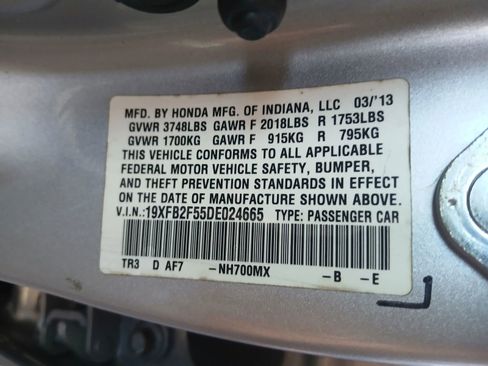 MFD. BY HONDA MFG. OF INDIANA, LLC 03/'13
GVWR 3748LBS GAWR F 2018LBS R 1753LBS
GVWR 1700KG GAWR F 915KG R 795KG
THIS VEHICLE CONFORMS TO ALL APPLICABLE
FEDERAL MOTOR VEHICLE SAFETY, BUMPER,
AND THEFT PREVENTION STANDARDS IN EFFECT
ON THE DATE OF MANUFACTURE SHOWN ABOVE.
V.I.N.:19XFB2F55DE024665 TYPE: PASSENGER CAR
TR3 D AF7 -NH700MX -B -E